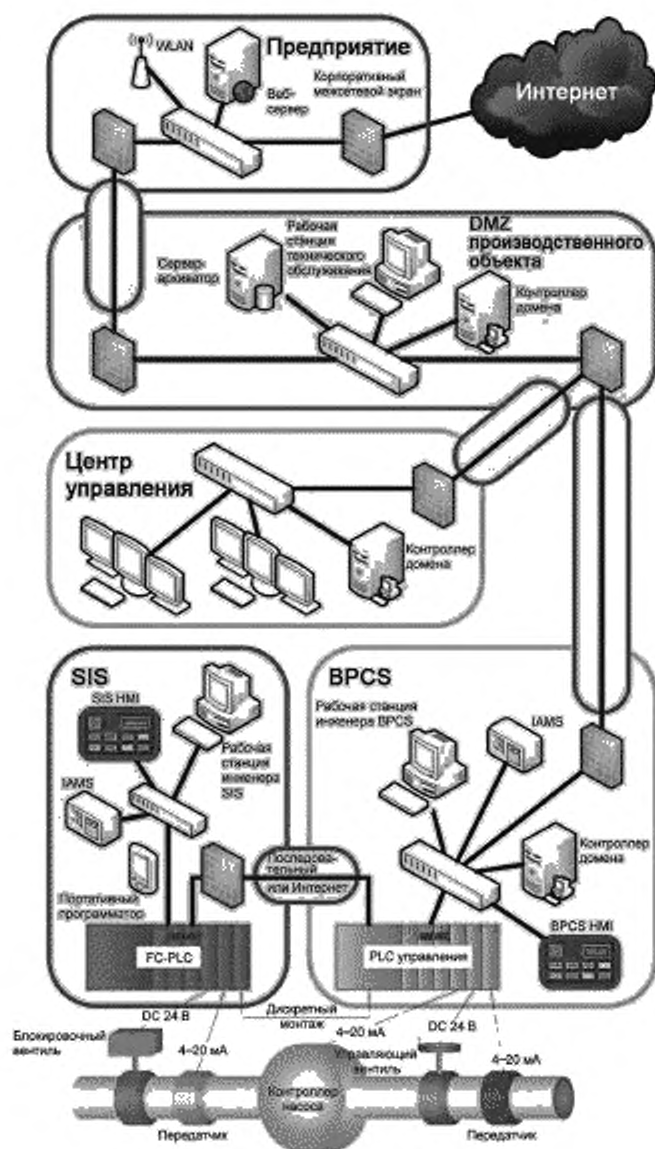 WLAN
Предприятие
Веб-
сервер
Корпоративный
межсетевой экран
Интернет
DMZ
производственного
объекта
Сервер-
архиватор
Рабочая
станция
технического
обслуживания
Контроллер
домена
Центр
управления
Контроллер
домена
SIS
SIS HMI
IAMS
Рабочая
станция
инженера
SIS
Портативный
программатор
FC-PLC
Последова-
тельный
или Интернет
BPCS
Рабочая станция
инженера BPCS
IAMS
Контроллер
домена
BPCS HMI
PLC управления
DC 24 В
Дискретный
монтаж
4–20 мА
DC 24 В
Блокировочный
вентиль
4–20 мА
Управляющий
вентиль
4–20 мА
Контроллер
насоса
Передатчик
Передатчик